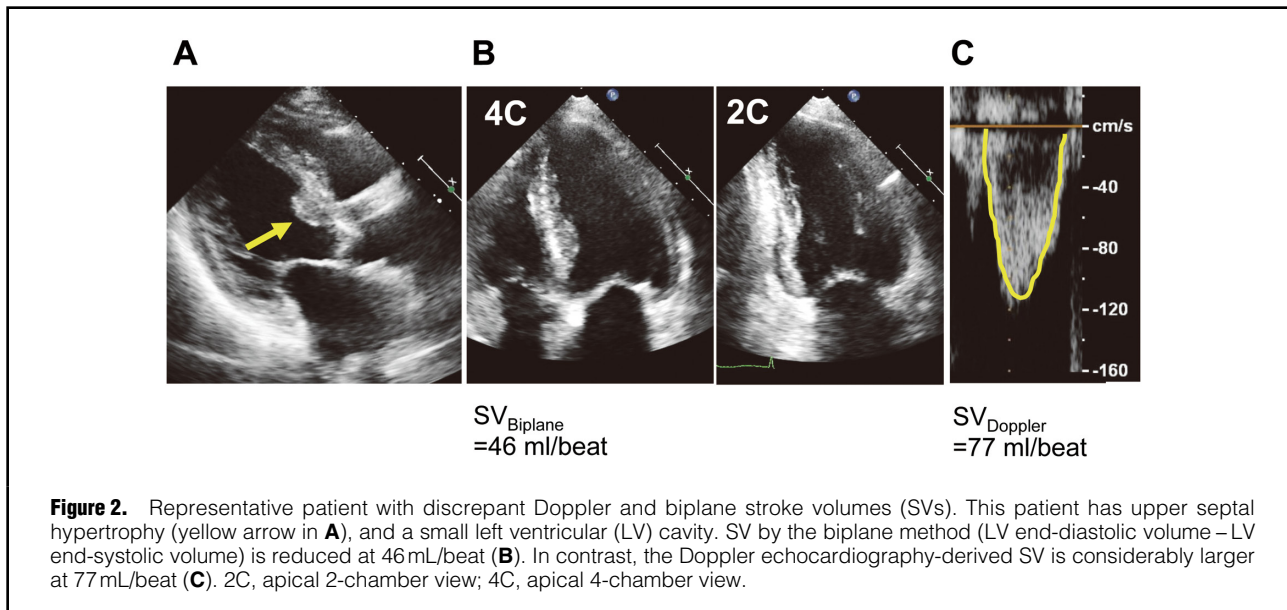 A
B
C
4C
2C
cm/s
-40
-80
-120
-160
SVBiplane
=46 ml/beat
SVDoppler
=77 ml/beat
Figure 2. Representative patient with discrepant Doppler and biplane stroke volumes (SVs). This patient has upper septal
hypertrophy (yellow arrow in A), and a small left ventricular (LV) cavity. SV by the biplane method (LV end-diastolic volume – LV
end-systolic volume) is reduced at 46 mL/beat (B). In contrast, the Doppler echocardiography-derived SV is considerably larger
at 77 mL/beat (C). 2C, apical 2-chamber view; 4C, apical 4-chamber view.